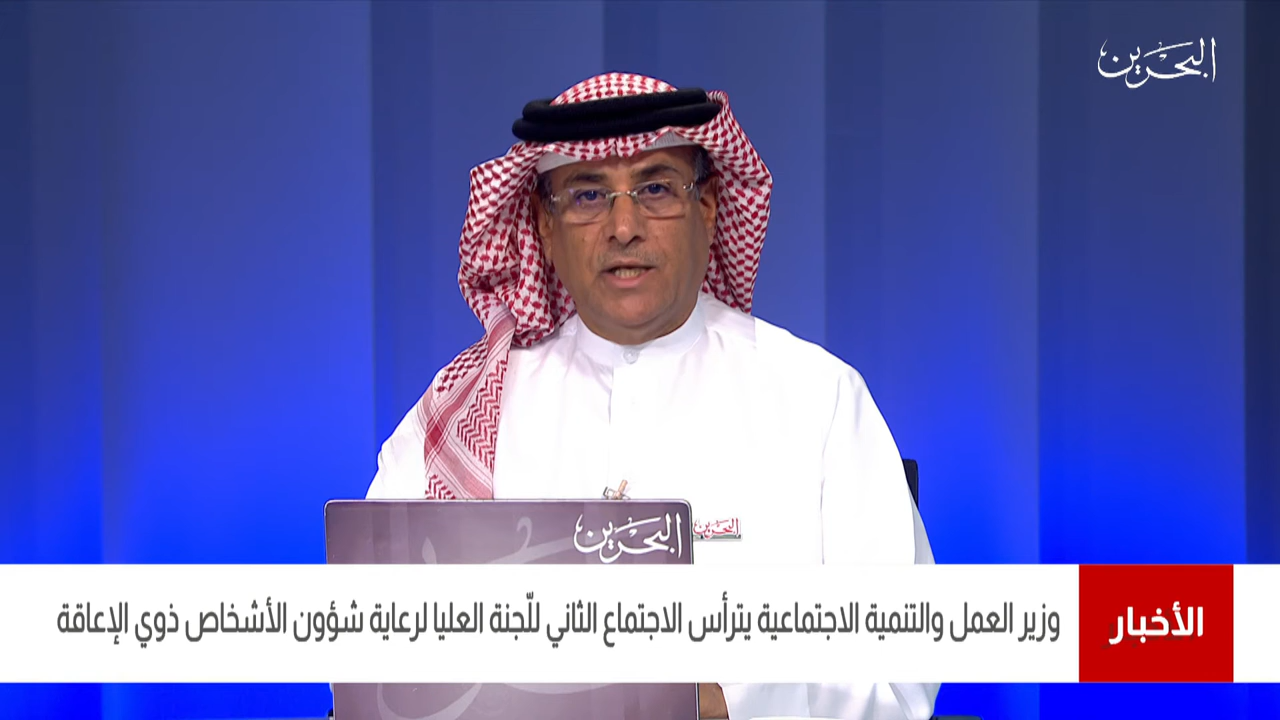 البحرين
البحرين
البحرين
الأخبار
وزير العمل والتنمية الاجتماعية يترأس الاجتماع الثاني للّجنة العليا لرعاية شؤون الأشخاص ذوي الإعاقة